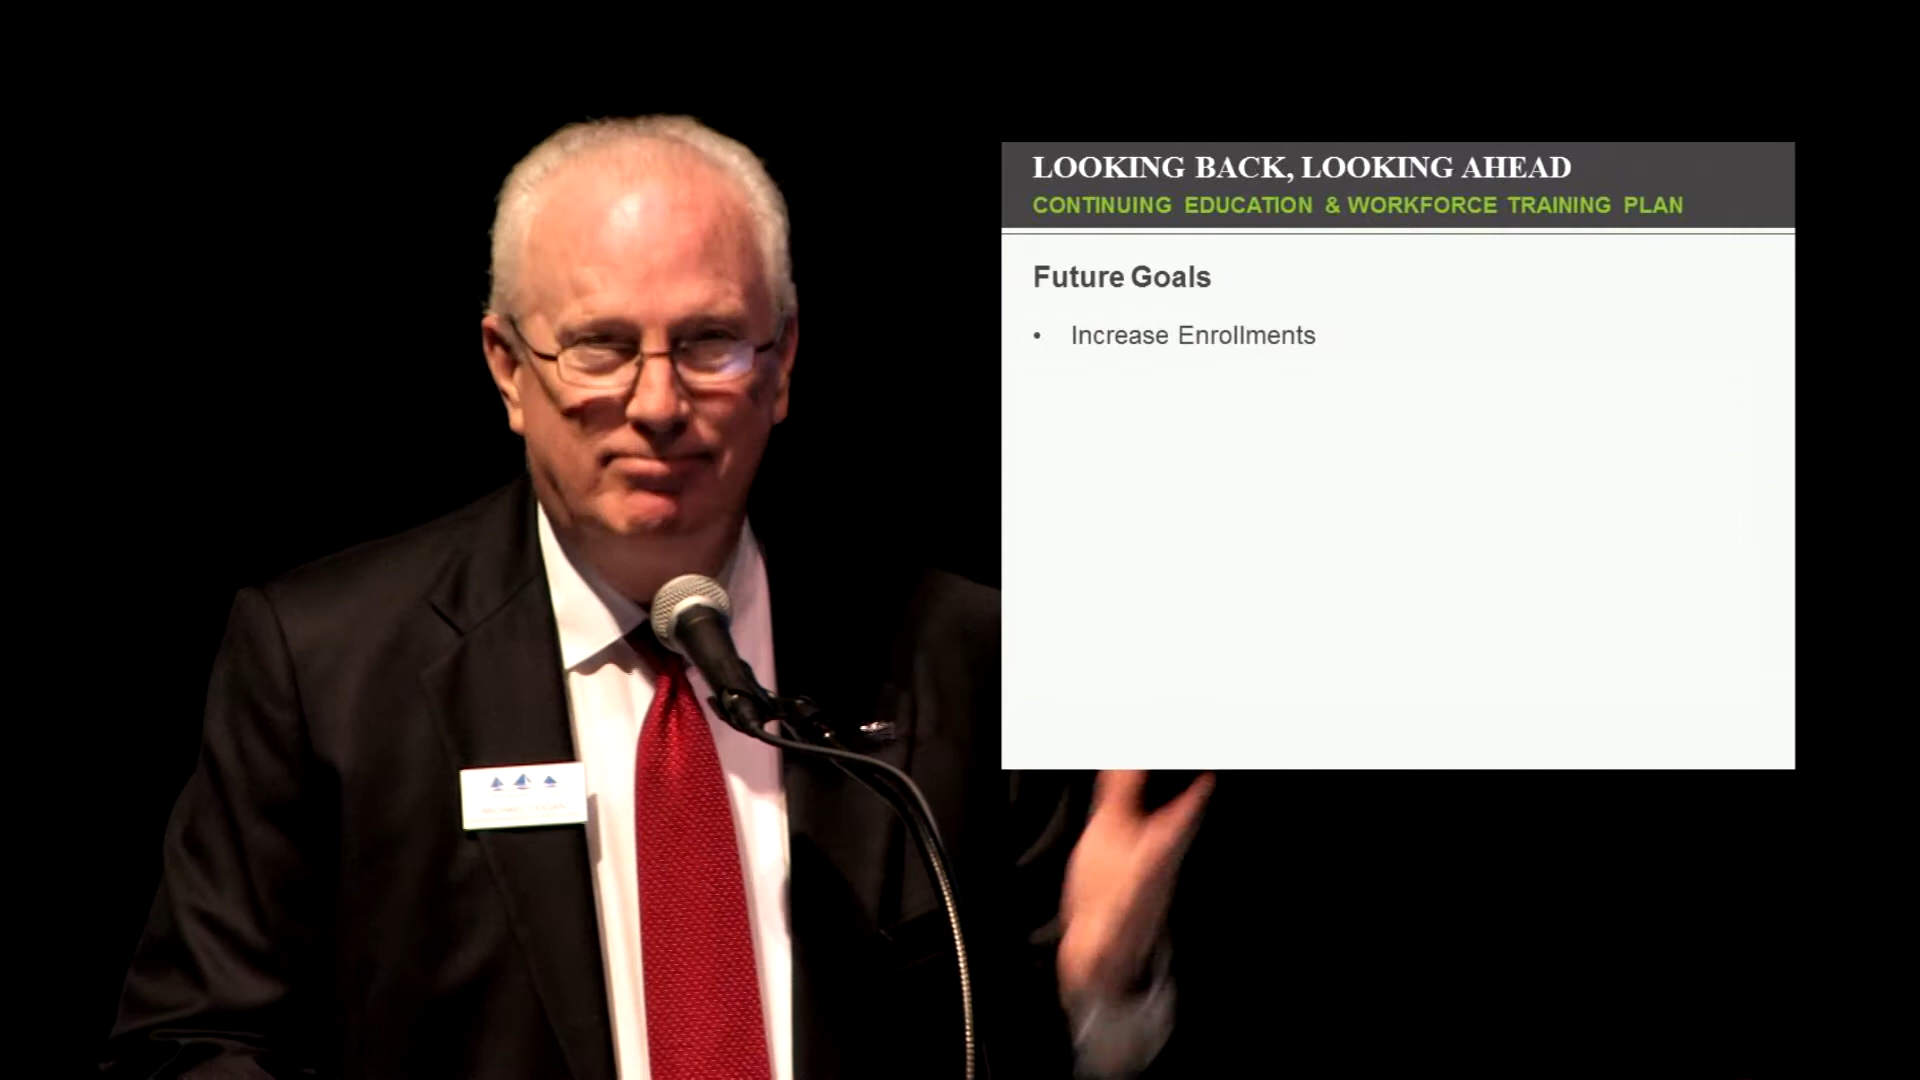 LOOKING BACK, LOOKING AHEAD
CONTINUING EDUCATION & WORKFORCE TRAINING PLAN
Future Goals
• Increase Enrollments